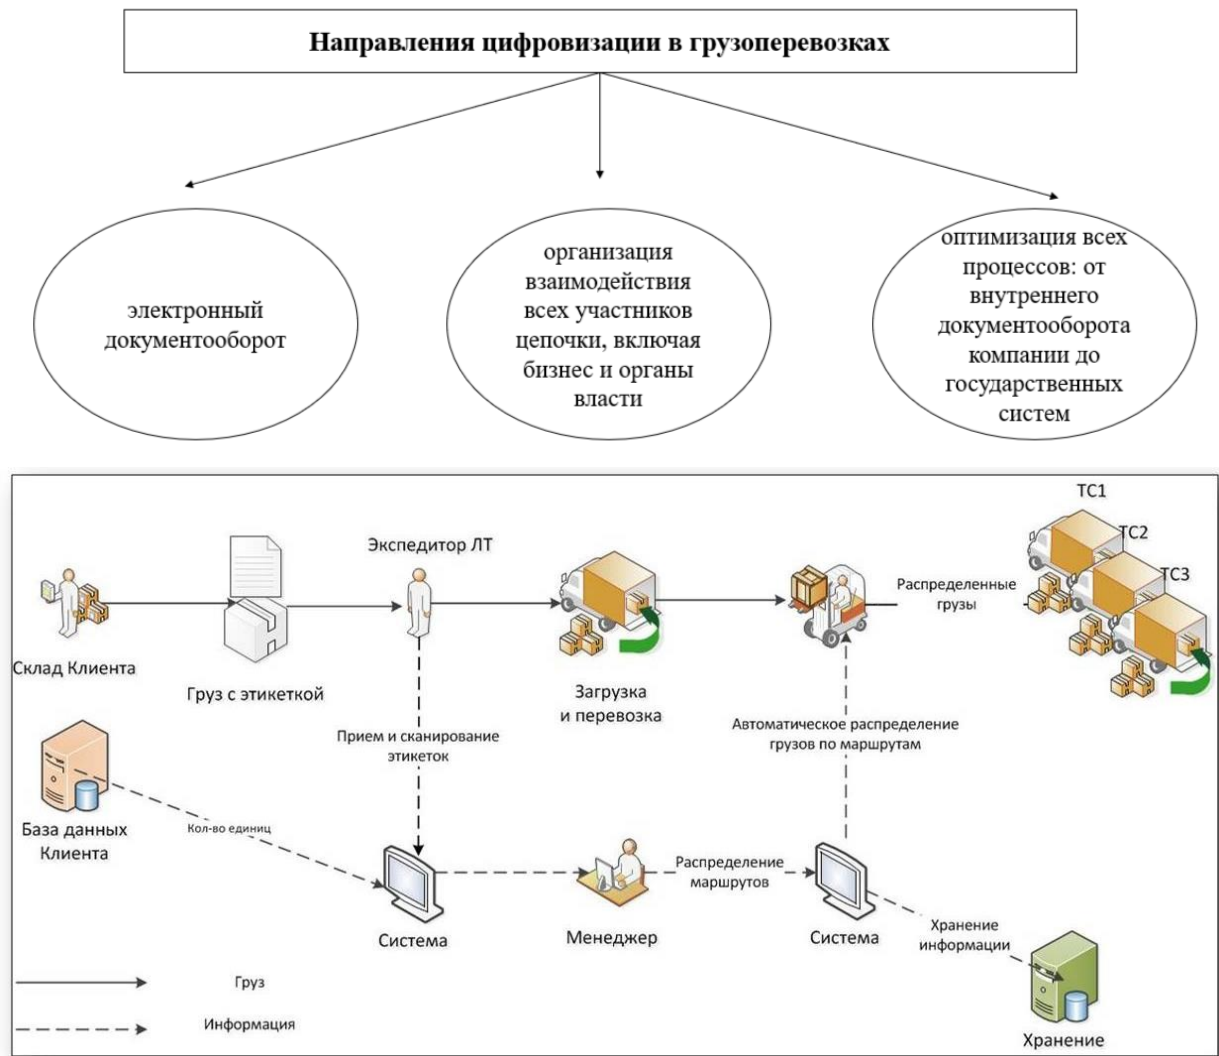 Направления цифровизации в грузоперевозках
электронный
документооборот
организация
взаимодействия
всех участников
цепочки, включая
бизнес и органы
власти
оптимизация всех
процессов: от
внутреннего
документооборота
компании до
государственных
систем
ТС1
ТС2
ТС3
Экспедитор ЛТ
Распределенные
грузы
Склад Клиента
Груз с этикеткой
Загрузка
и перевозка
Прием и сканирование
этикеток
Автоматическое распределение
грузов по маршрутам
База данных
Клиента
Кол-во единиц
Распределение
маршрутов
Система
Менеджер
Система
Хранение
информации
Груз
Информация
Хранение